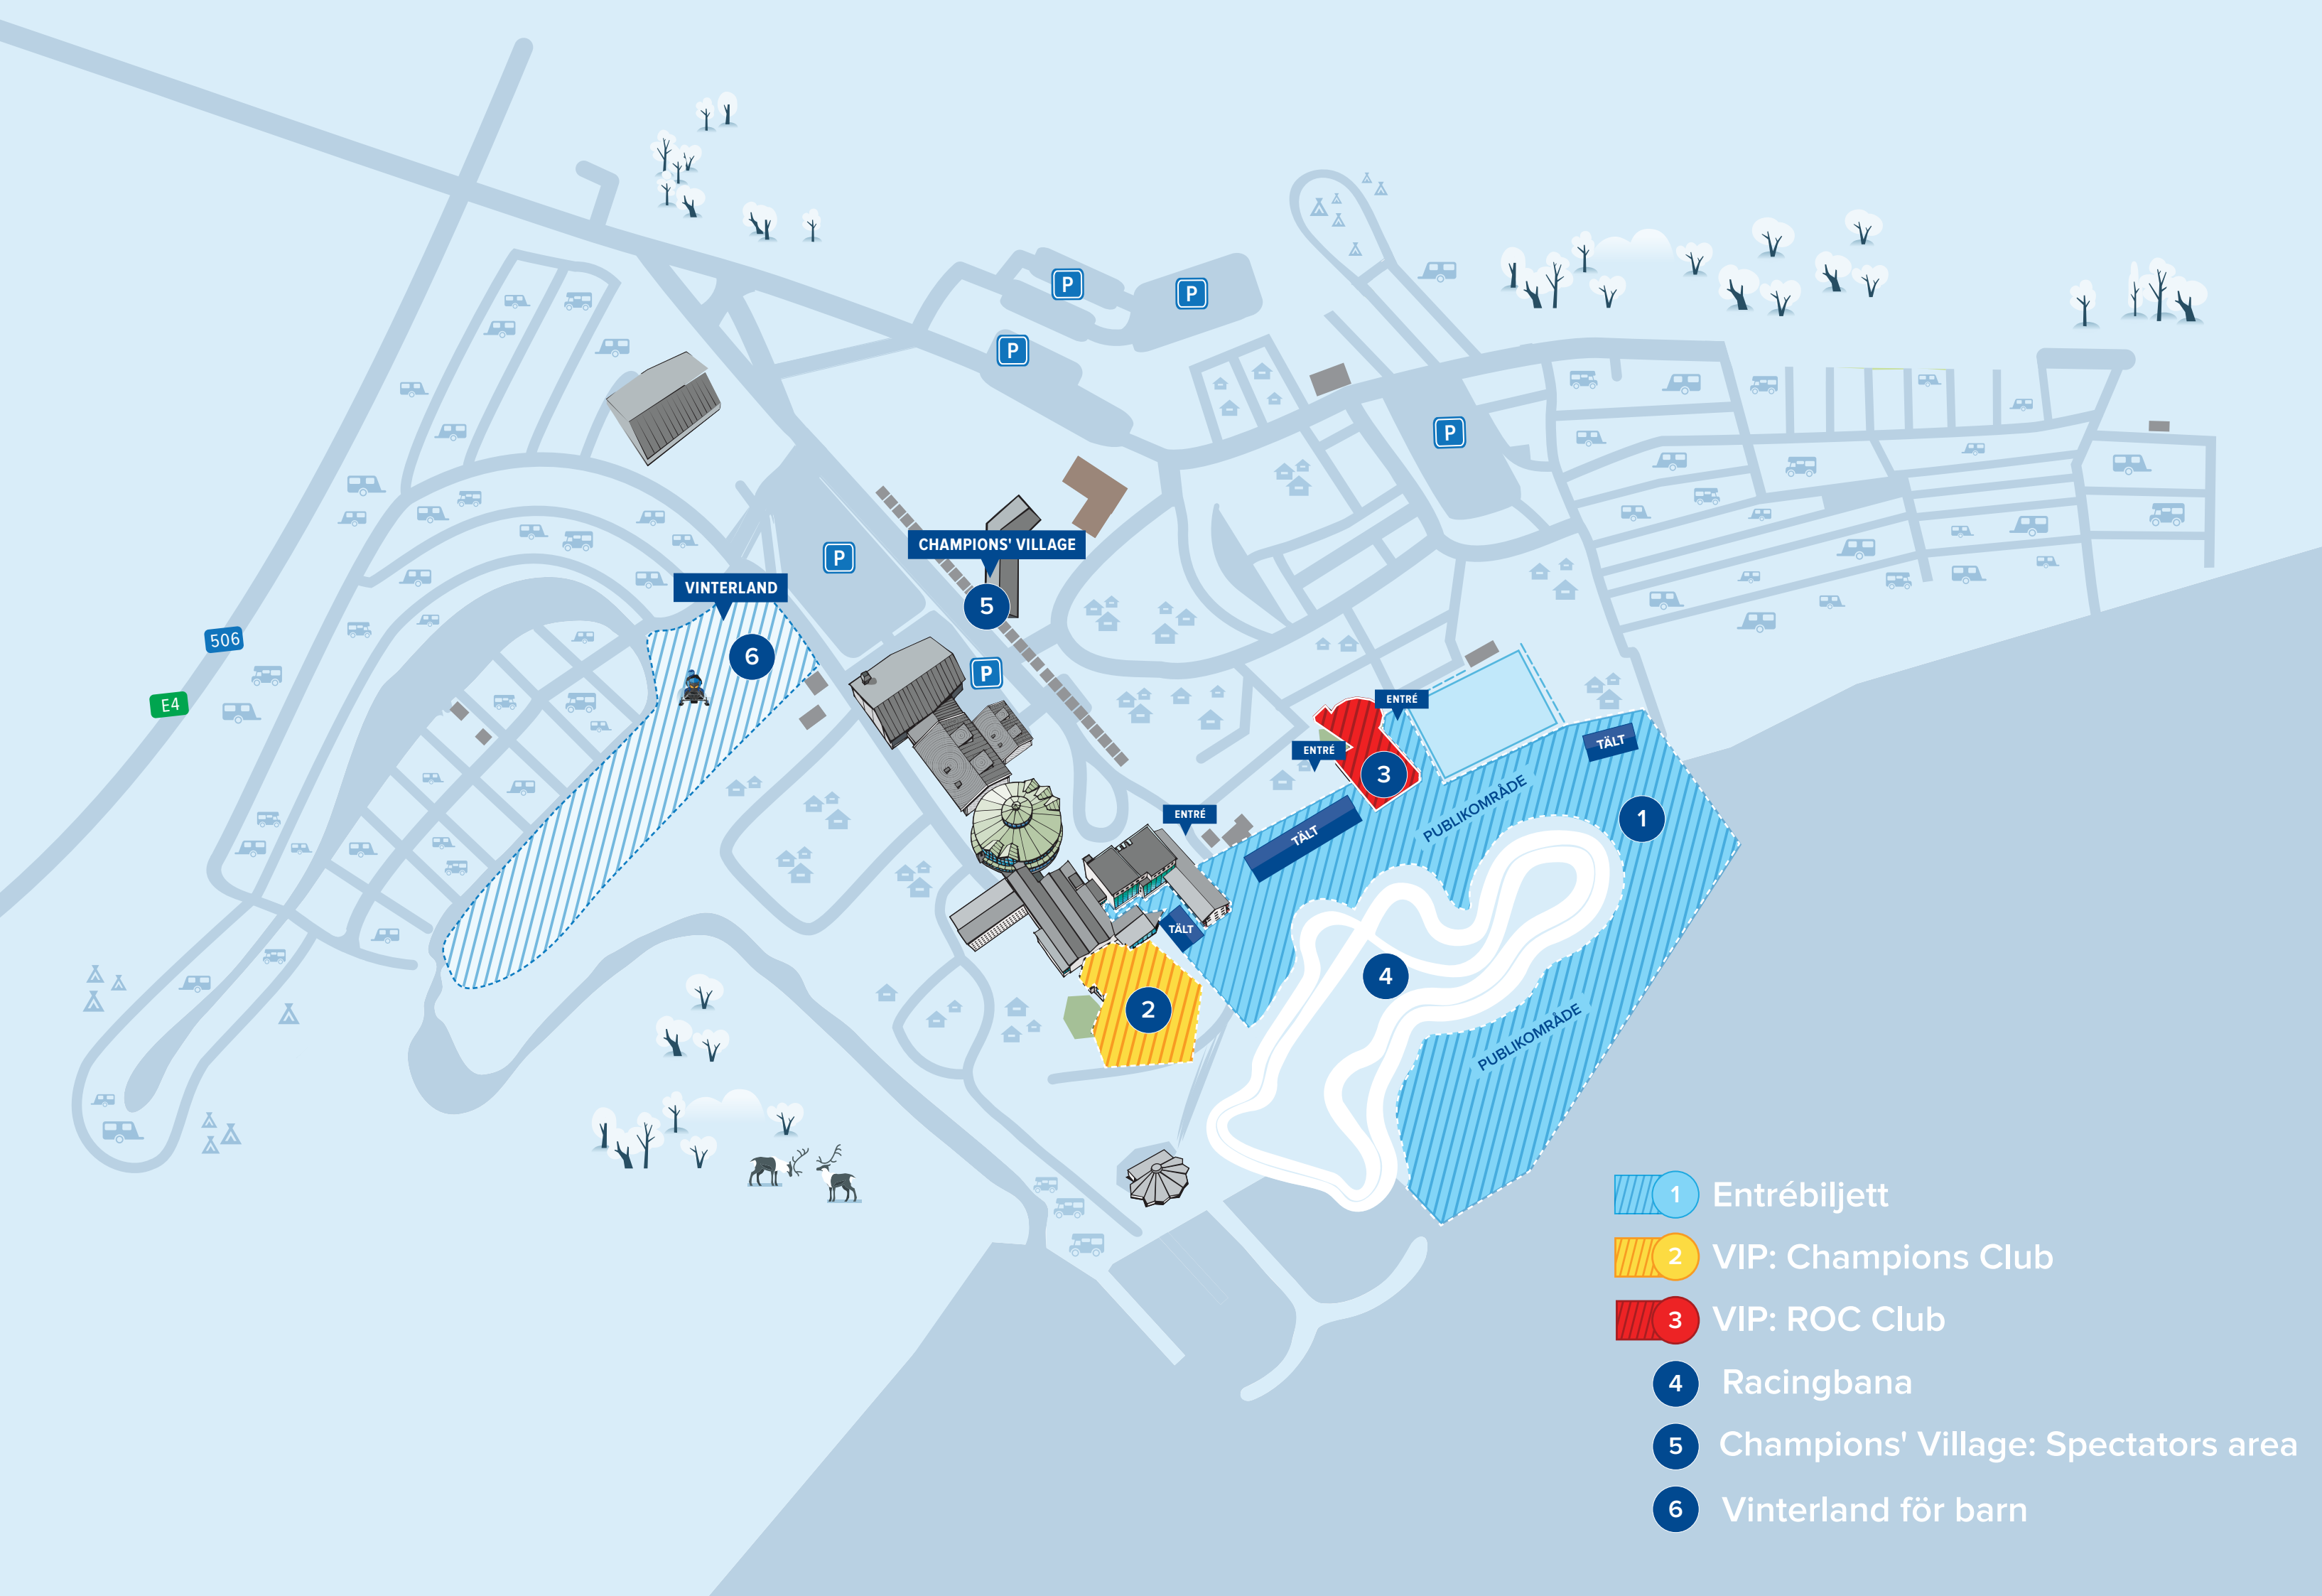 P
P
P
P
CHAMPIONS' VILLAGE
P
VINTERLAND
5
506
6
P
E4
ENTRÉ
TÄLT
ENTRÉ
3
PUBLIKOMRÅDE
ENTRÉ
1
TÄLT
TÄLT
4
2
PUBLIKOMRÅDE
1 Entrébiljett
2 VIP: Champions Club
3 VIP: ROC Club
4 Racingbana
5 Champions' Village: Spectators area
6 Vinterland för barn